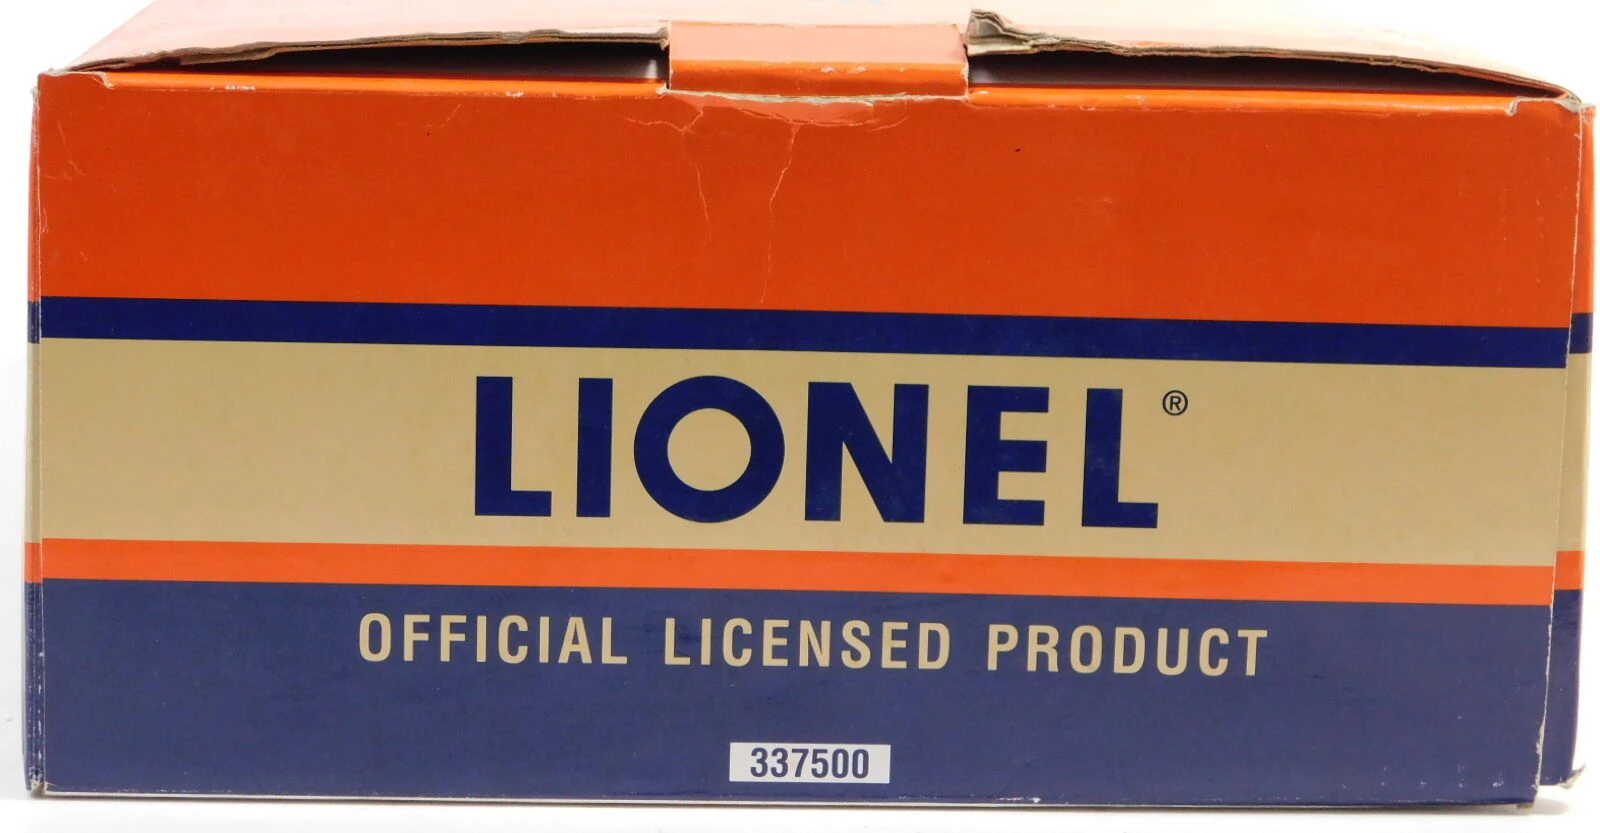 LIONEL®
OFFICIAL LICENSED PRODUCT
337500